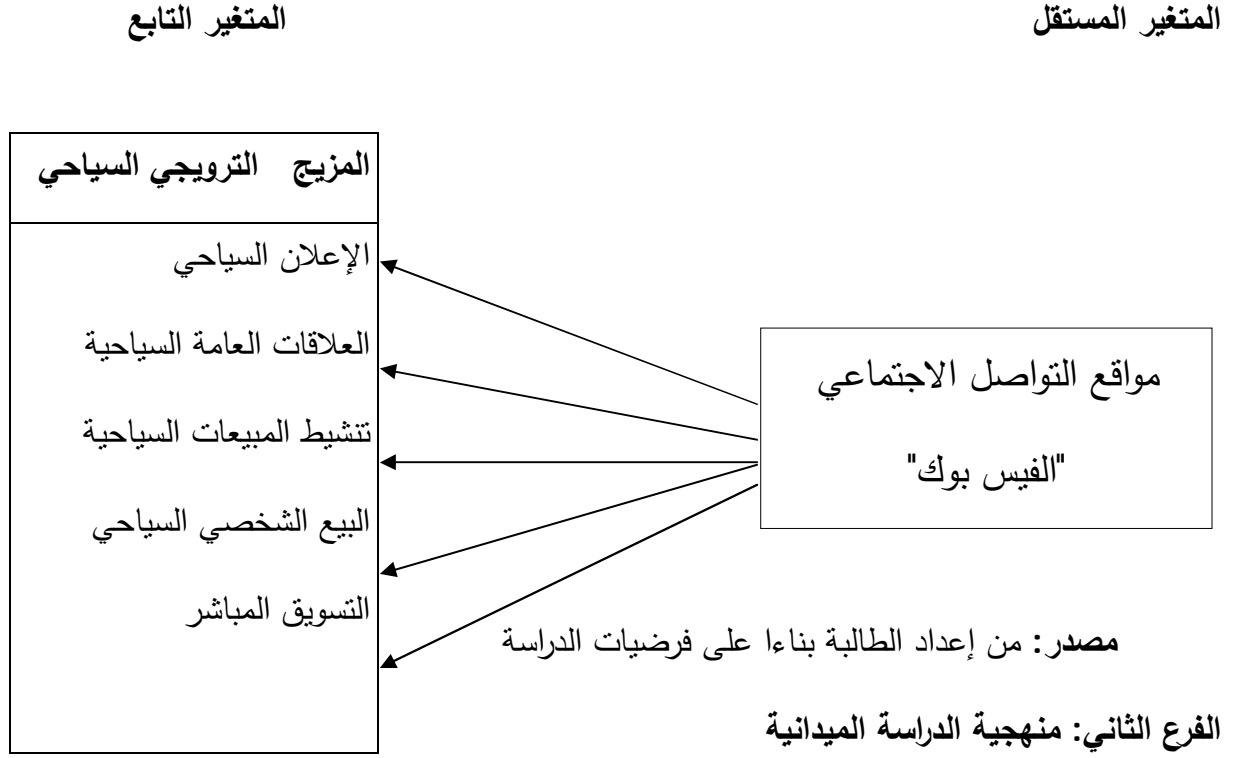 المتغير المستقل
المتغير التابع
المزيج الترويجي السياحي
الإعلان السياحي
العلاقات العامة السياحية
تنشيط المبيعات السياحية
البيع الشخصي السياحي
التسويق المباشر
مواقع التواصل الاجتماعي
"الفيس بوك"
مصدر: من إعداد الطالبة بناءا على فرضيات الدراسة
الفرع الثاني: منهجية الدراسة الميدانية